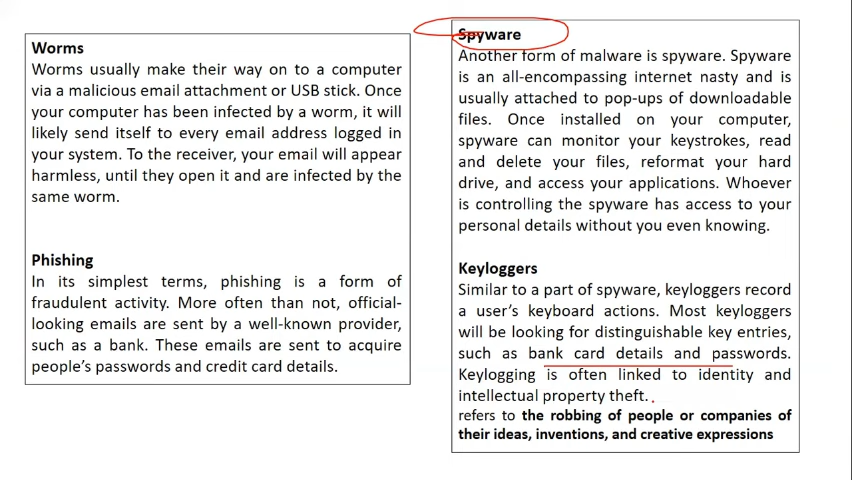 Worms
Worms usually make their way on to a computer
via a malicious email attachment or USB stick. Once
your computer has been infected by a worm, it will
likely send itself to every email address logged in
your system. To the receiver, your email will appear
harmless, until they open it and are infected by the
same worm.
Phishing
In its simplest terms, phishing is a form of
fraudulent activity. More often than not, official-
looking emails are sent by a well-known provider,
such as a bank. These emails are sent to acquire
people's passwords and credit card details.
Spyware
Another form of malware is spyware. Spyware
is an all-encompassing internet nasty and is
usually attached to pop-ups of downloadable
files. Once installed on your computer,
spyware can monitor your keystrokes, read
and delete your files, reformat your hard
drive, and access your applications. Whoever
is controlling the spyware has access to your
personal details without you even knowing.
Keyloggers
Similar to a part of spyware, keyloggers record
a user's keyboard actions. Most keyloggers
will be looking for distinguishable key entries,
such as bank card details and passwords.
Keylogging is often linked to identity and
intellectual property theft.
refers to the robbing of people or companies of
their ideas, inventions, and creative expressions